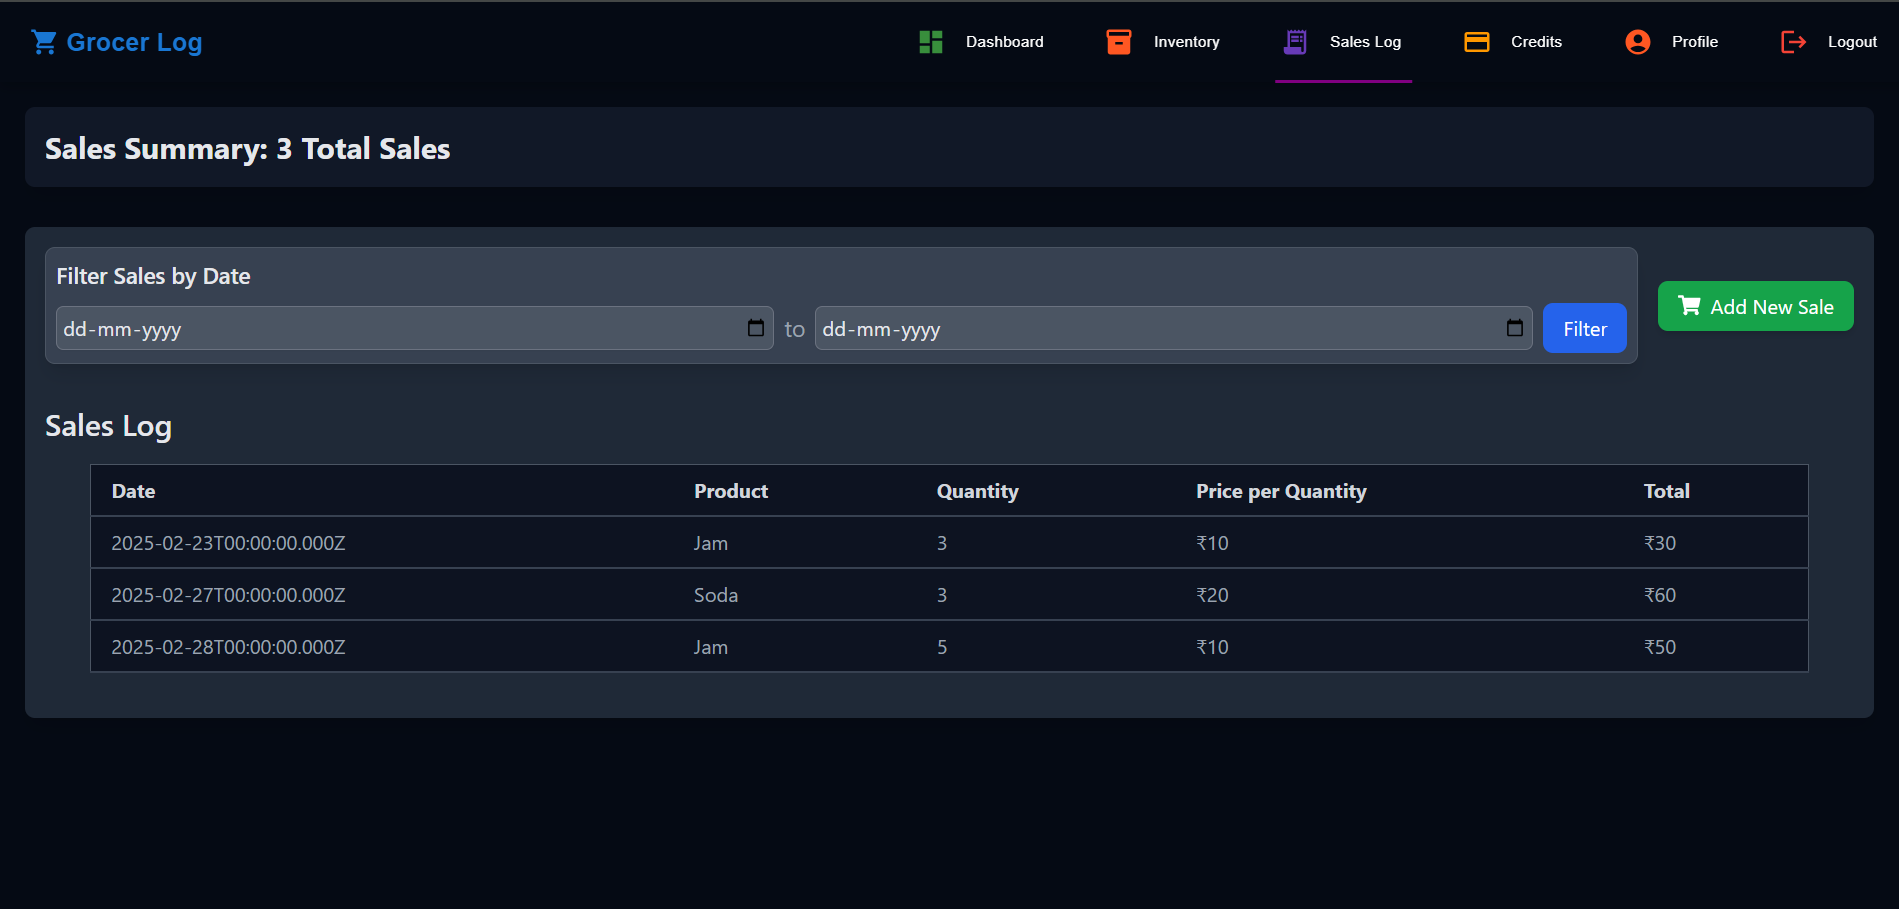 Grocer Log Dashboard Inventory Sales Log Credits Profile Logout
Sales Summary: 3 Total Sales
Filter Sales by Date
dd-mm-yyyy to dd-mm-yyyy Filter
Add New Sale
Sales Log
Date Product Quantity Price per Quantity Total
2025-02-23T00:00:00.000Z Jam 3 ₹10 ₹30
2025-02-27T00:00:00.000Z Soda 3 ₹20 ₹60
2025-02-28T00:00:00.000Z Jam 5 ₹10 ₹50